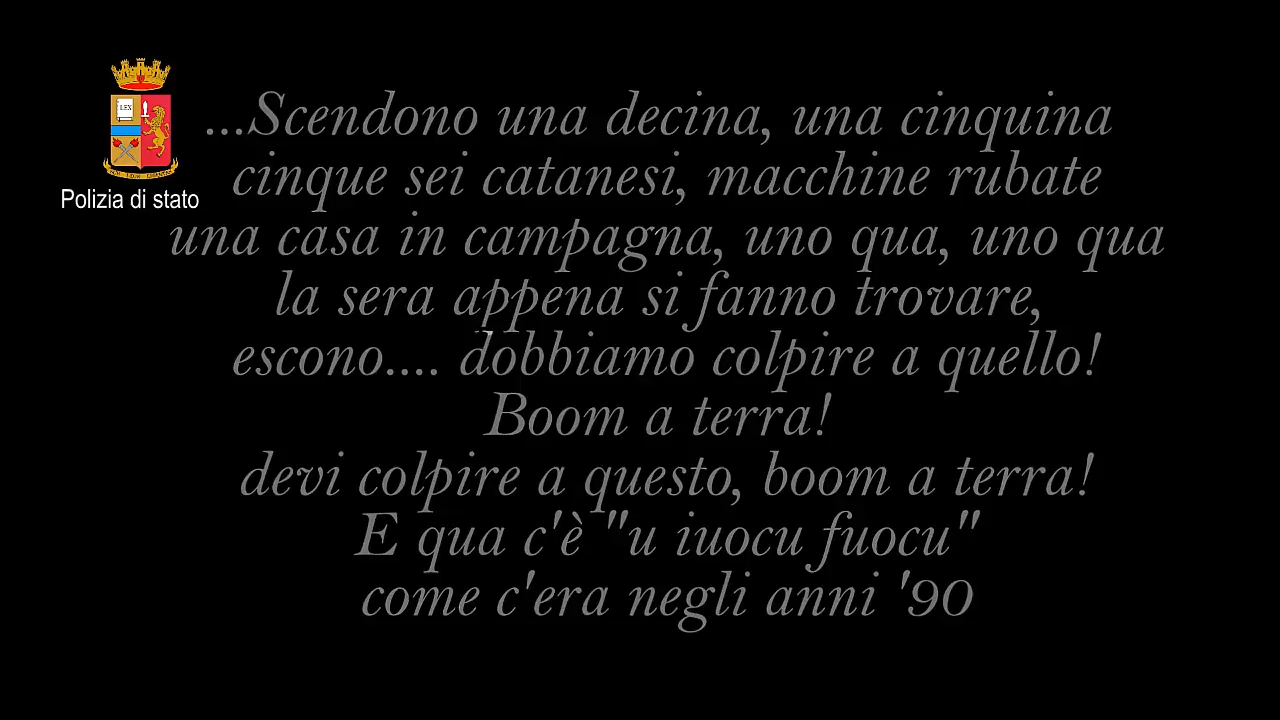 ...Scendono una decina, una cinquina
cinque sei catanesi, macchine rubate
Polizia di stato
una casa in campagna, uno qua, uno qua
la sera appena si fanno trovare,
escono.... dobbiamo colpire a quello!
Boom a terra!
devi colpire a questo, boom a terra!
E qua c'è "u iuocu fuocu"
come c'era negli anni '90